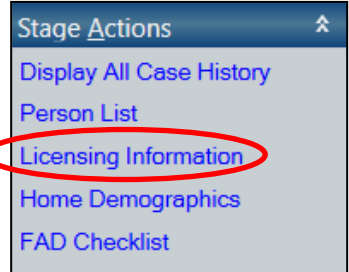 Stage Actions
Display All Case History
Person List
Licensing Information
Home Demographics
FAD Checklist